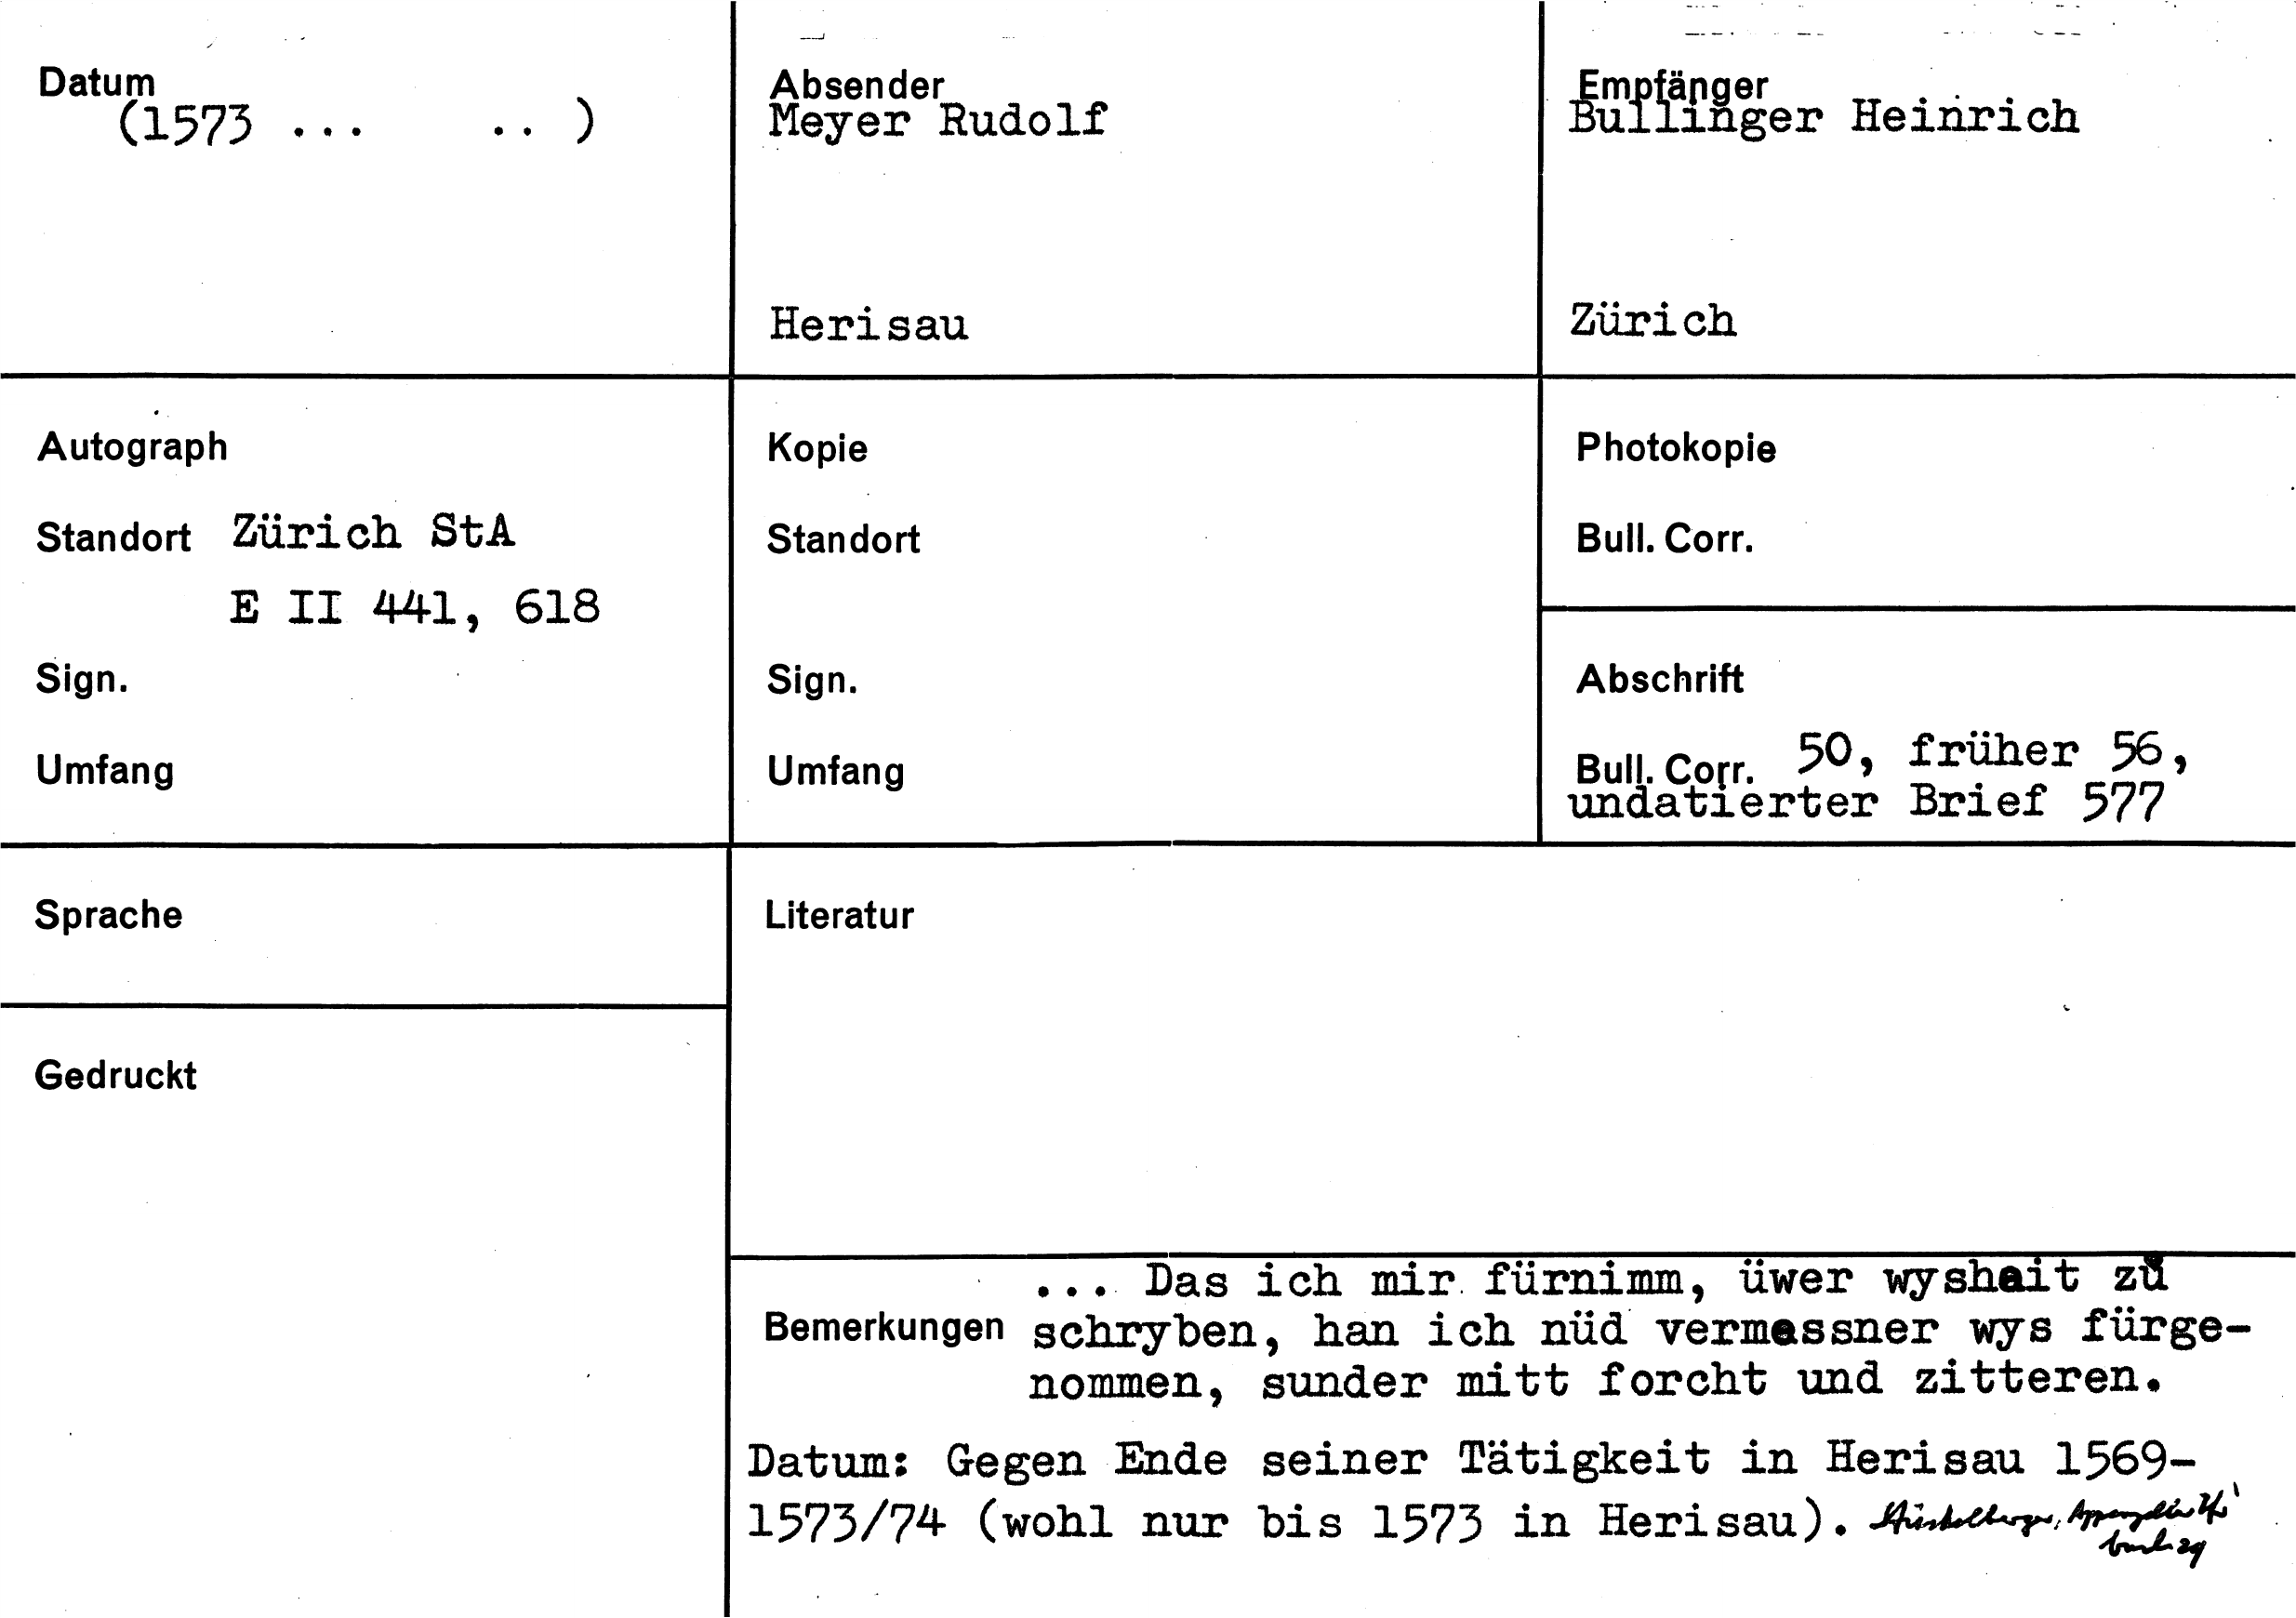 Datum
(1573 ...     .. )
Absender
Meyer Rudolf
Herisau
Empfänger
Bullinger Heinrich
Zürich
Autograph
Standort Zürich StA
E II 441, 618
Sign.
Umfang
Kopie
Standort
Sign.
Umfang
Photokopie
Bull. Corr.
Abschrift
Bull. Corr. 50, früher 56,
undatierter Brief 577
Sprache
Literatur
Gedruckt
... Das ich mir fürnimm, üwer wyshait zů
Bemerkungen schryben, han ich nüd vermessner wys fürge-
nommen, sunder mitt forcht und zitteren.
Datum: Gegen Ende seiner Tätigkeit in Herisau 1569-
1573/74 (wohl nur bis 1573 in Herisau).